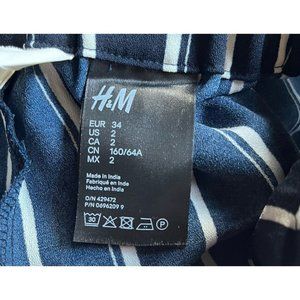 H&M
EUR 34
US 2
CA 2
CN 160/64A
MX 2
Made in India
Fabriqué en Inde
Hecho en India
O/N 429472
P/N 0696209 9
30
P